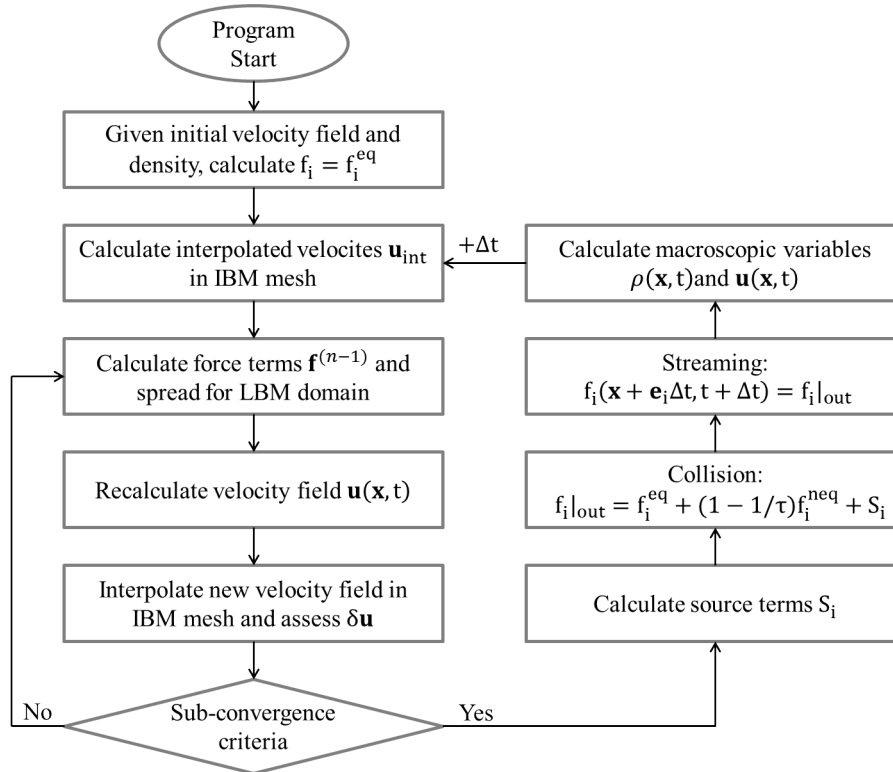 Program
Start
Given initial velocity field and
density, calculate f_i = f_i^eq
Calculate interpolated velocites u_int
in IBM mesh
Calculate force terms f^(n−1) and
spread for LBM domain
Recalculate velocity field u(x, t)
Interpolate new velocity field in
IBM mesh and assess δu
Sub-convergence
criteria
No
Yes
Calculate source terms S_i
Collision:
f_i|_out = f_i^eq + (1 − 1/τ)f_i^neq + S_i
Streaming:
f_i(x + e_iΔt, t + Δt) = f_i|_out
Calculate macroscopic variables
ρ(x, t)and u(x, t)
+Δt